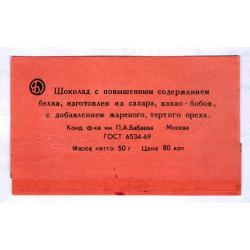 Шоколад с повышенным содержанием
белка, изготовлен из сахара, какао-бобов,
с добавлением жареного, тертого ореха.
Конд. ф-ка им П.А.Бабаева Москва
ГОСТ 6534-69
Масса нетто: 50 г Цена 80 коп